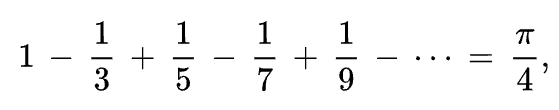 1 − 1/3 + 1/5 − 1/7 + 1/9 − ⋯ = π/4,